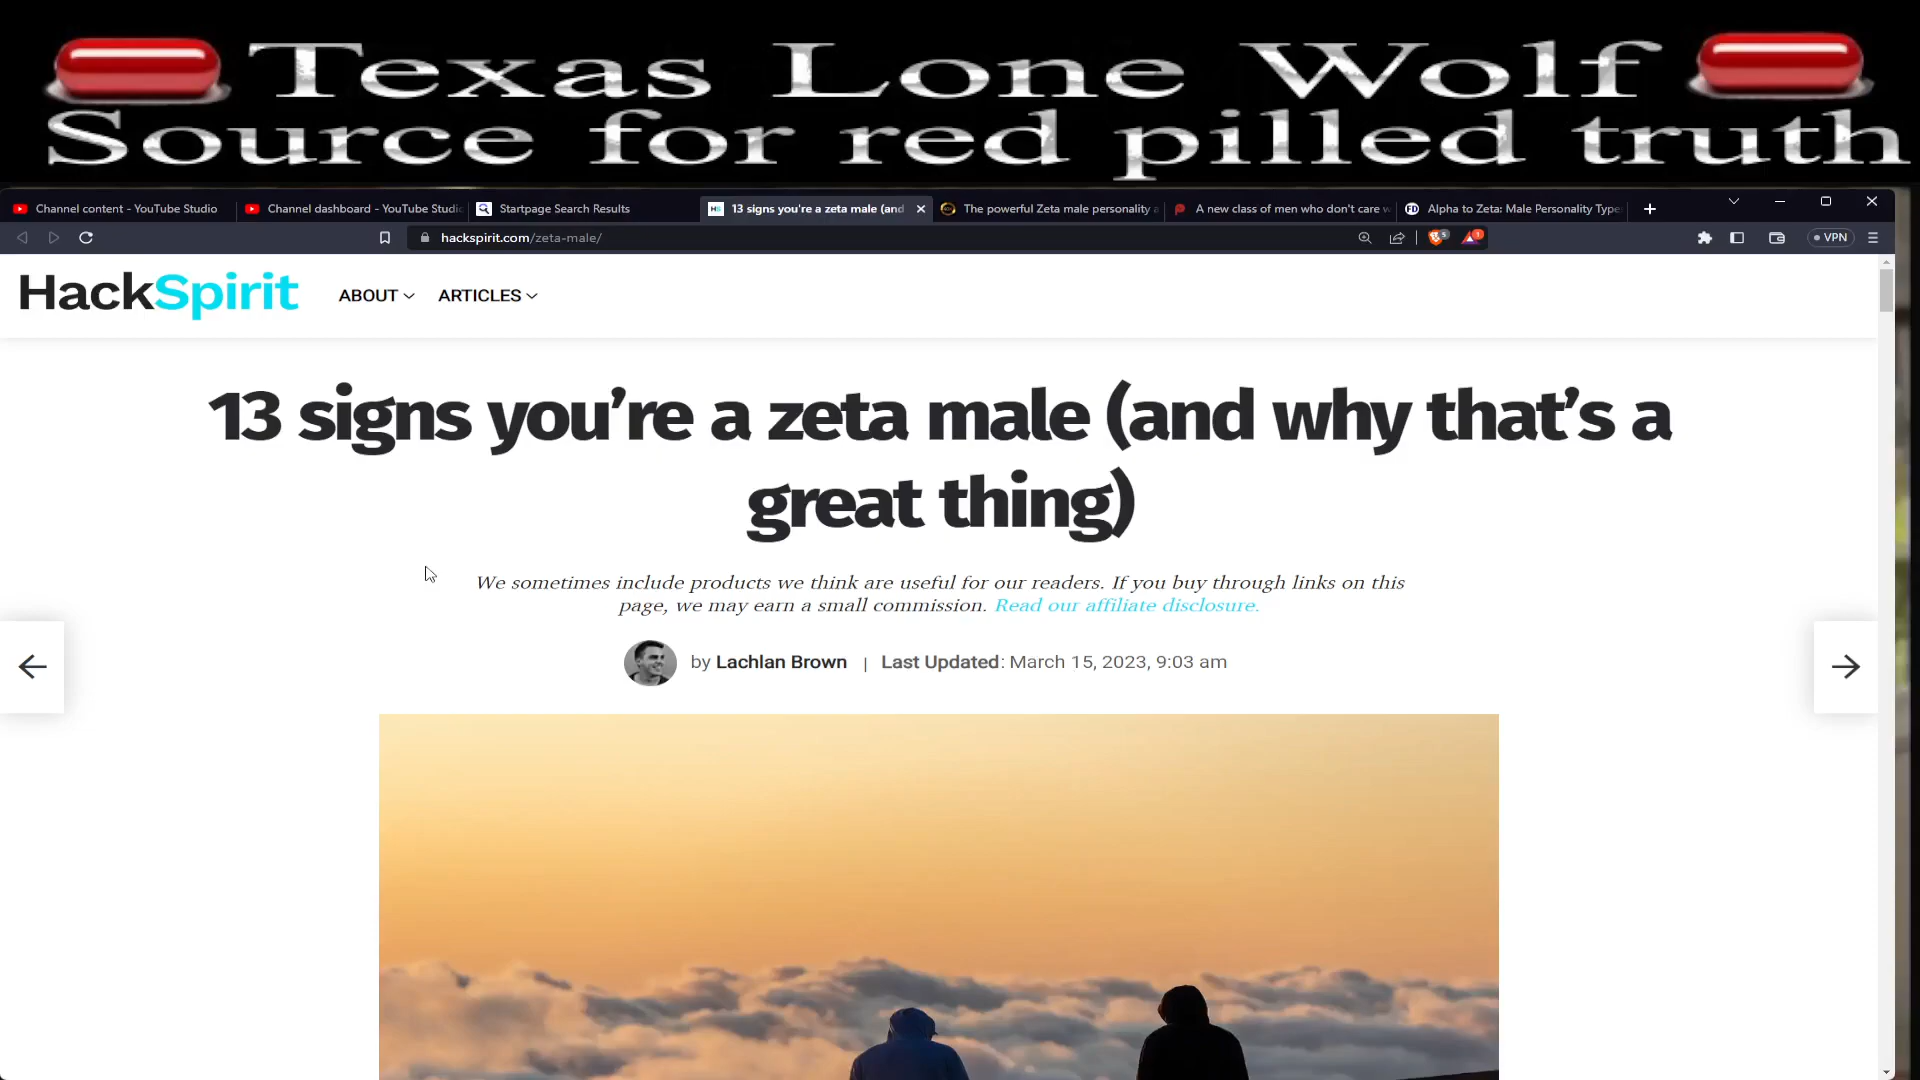 Texas Lone Wolf
Source for red pilled truth
Channel content - YouTube Studio
Channel dashboard - YouTube Studio
Startpage Search Results
13 signs you're a zeta male (and
The powerful Zeta male personality a
A new class of men who don't care w
Alpha to Zeta: Male Personality Type
hackspirit.com/zeta-male/
5
1
VPN
HackSpirit
ABOUT
ARTICLES
13 signs you’re a zeta male (and why that’s a
great thing)
We sometimes include products we think are useful for our readers. If you buy through links on this
page, we may earn a small commission. Read our affiliate disclosure.
by Lachlan Brown | Last Updated: March 15, 2023, 9:03 am